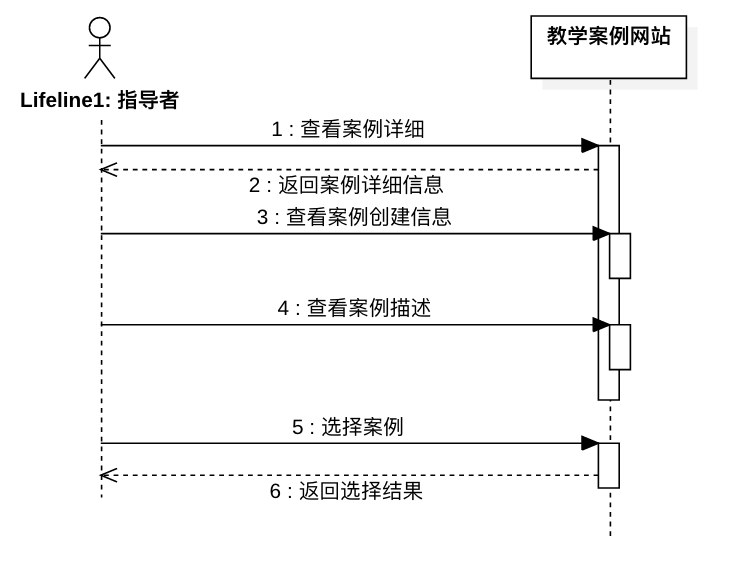 教学案例网站
Lifeline1: 指导者
1 : 查看案例详细
2 : 返回案例详细信息
3 : 查看案例创建信息
4 : 查看案例描述
5 : 选择案例
6 : 返回选择结果